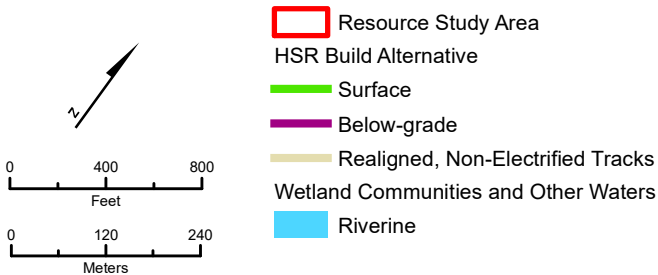 Resource Study Area
HSR Build Alternative
Surface
Below-grade
Realigned, Non-Electrified Tracks
Wetland Communities and Other Waters
Riverine
N
0 400 800
Feet
0 120 240
Meters